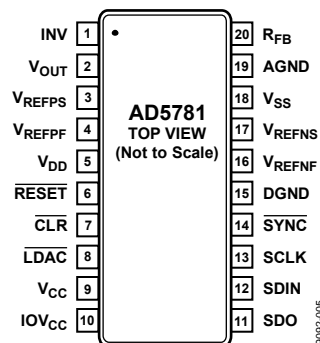 INV 1
VOUT 2
VREFPS 3
VREFPF 4
VDD 5
RESET 6
CLR 7
LDAC 8
VCC 9
IOVCC 10
AD5781
TOP VIEW
(Not to Scale)
20 RFB
19 AGND
18 VSS
17 VREFNS
16 VREFNF
15 DGND
14 SYNC
13 SCLK
12 SDIN
11 SDO